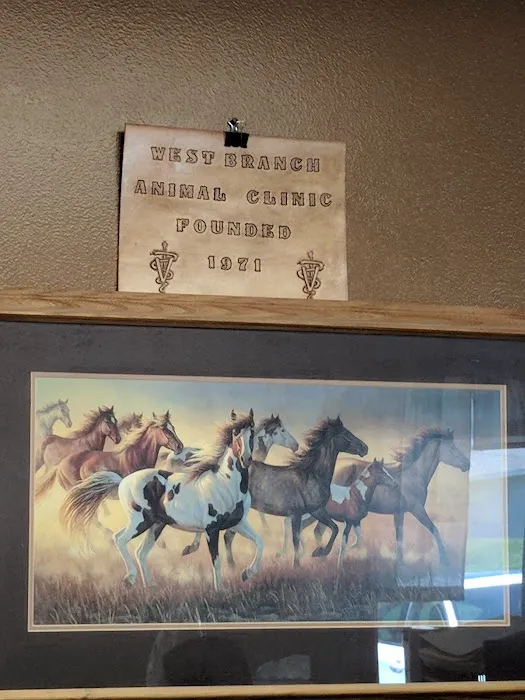 WEST BRANCH
ANIMAL CLINIC
FOUNDED
1971